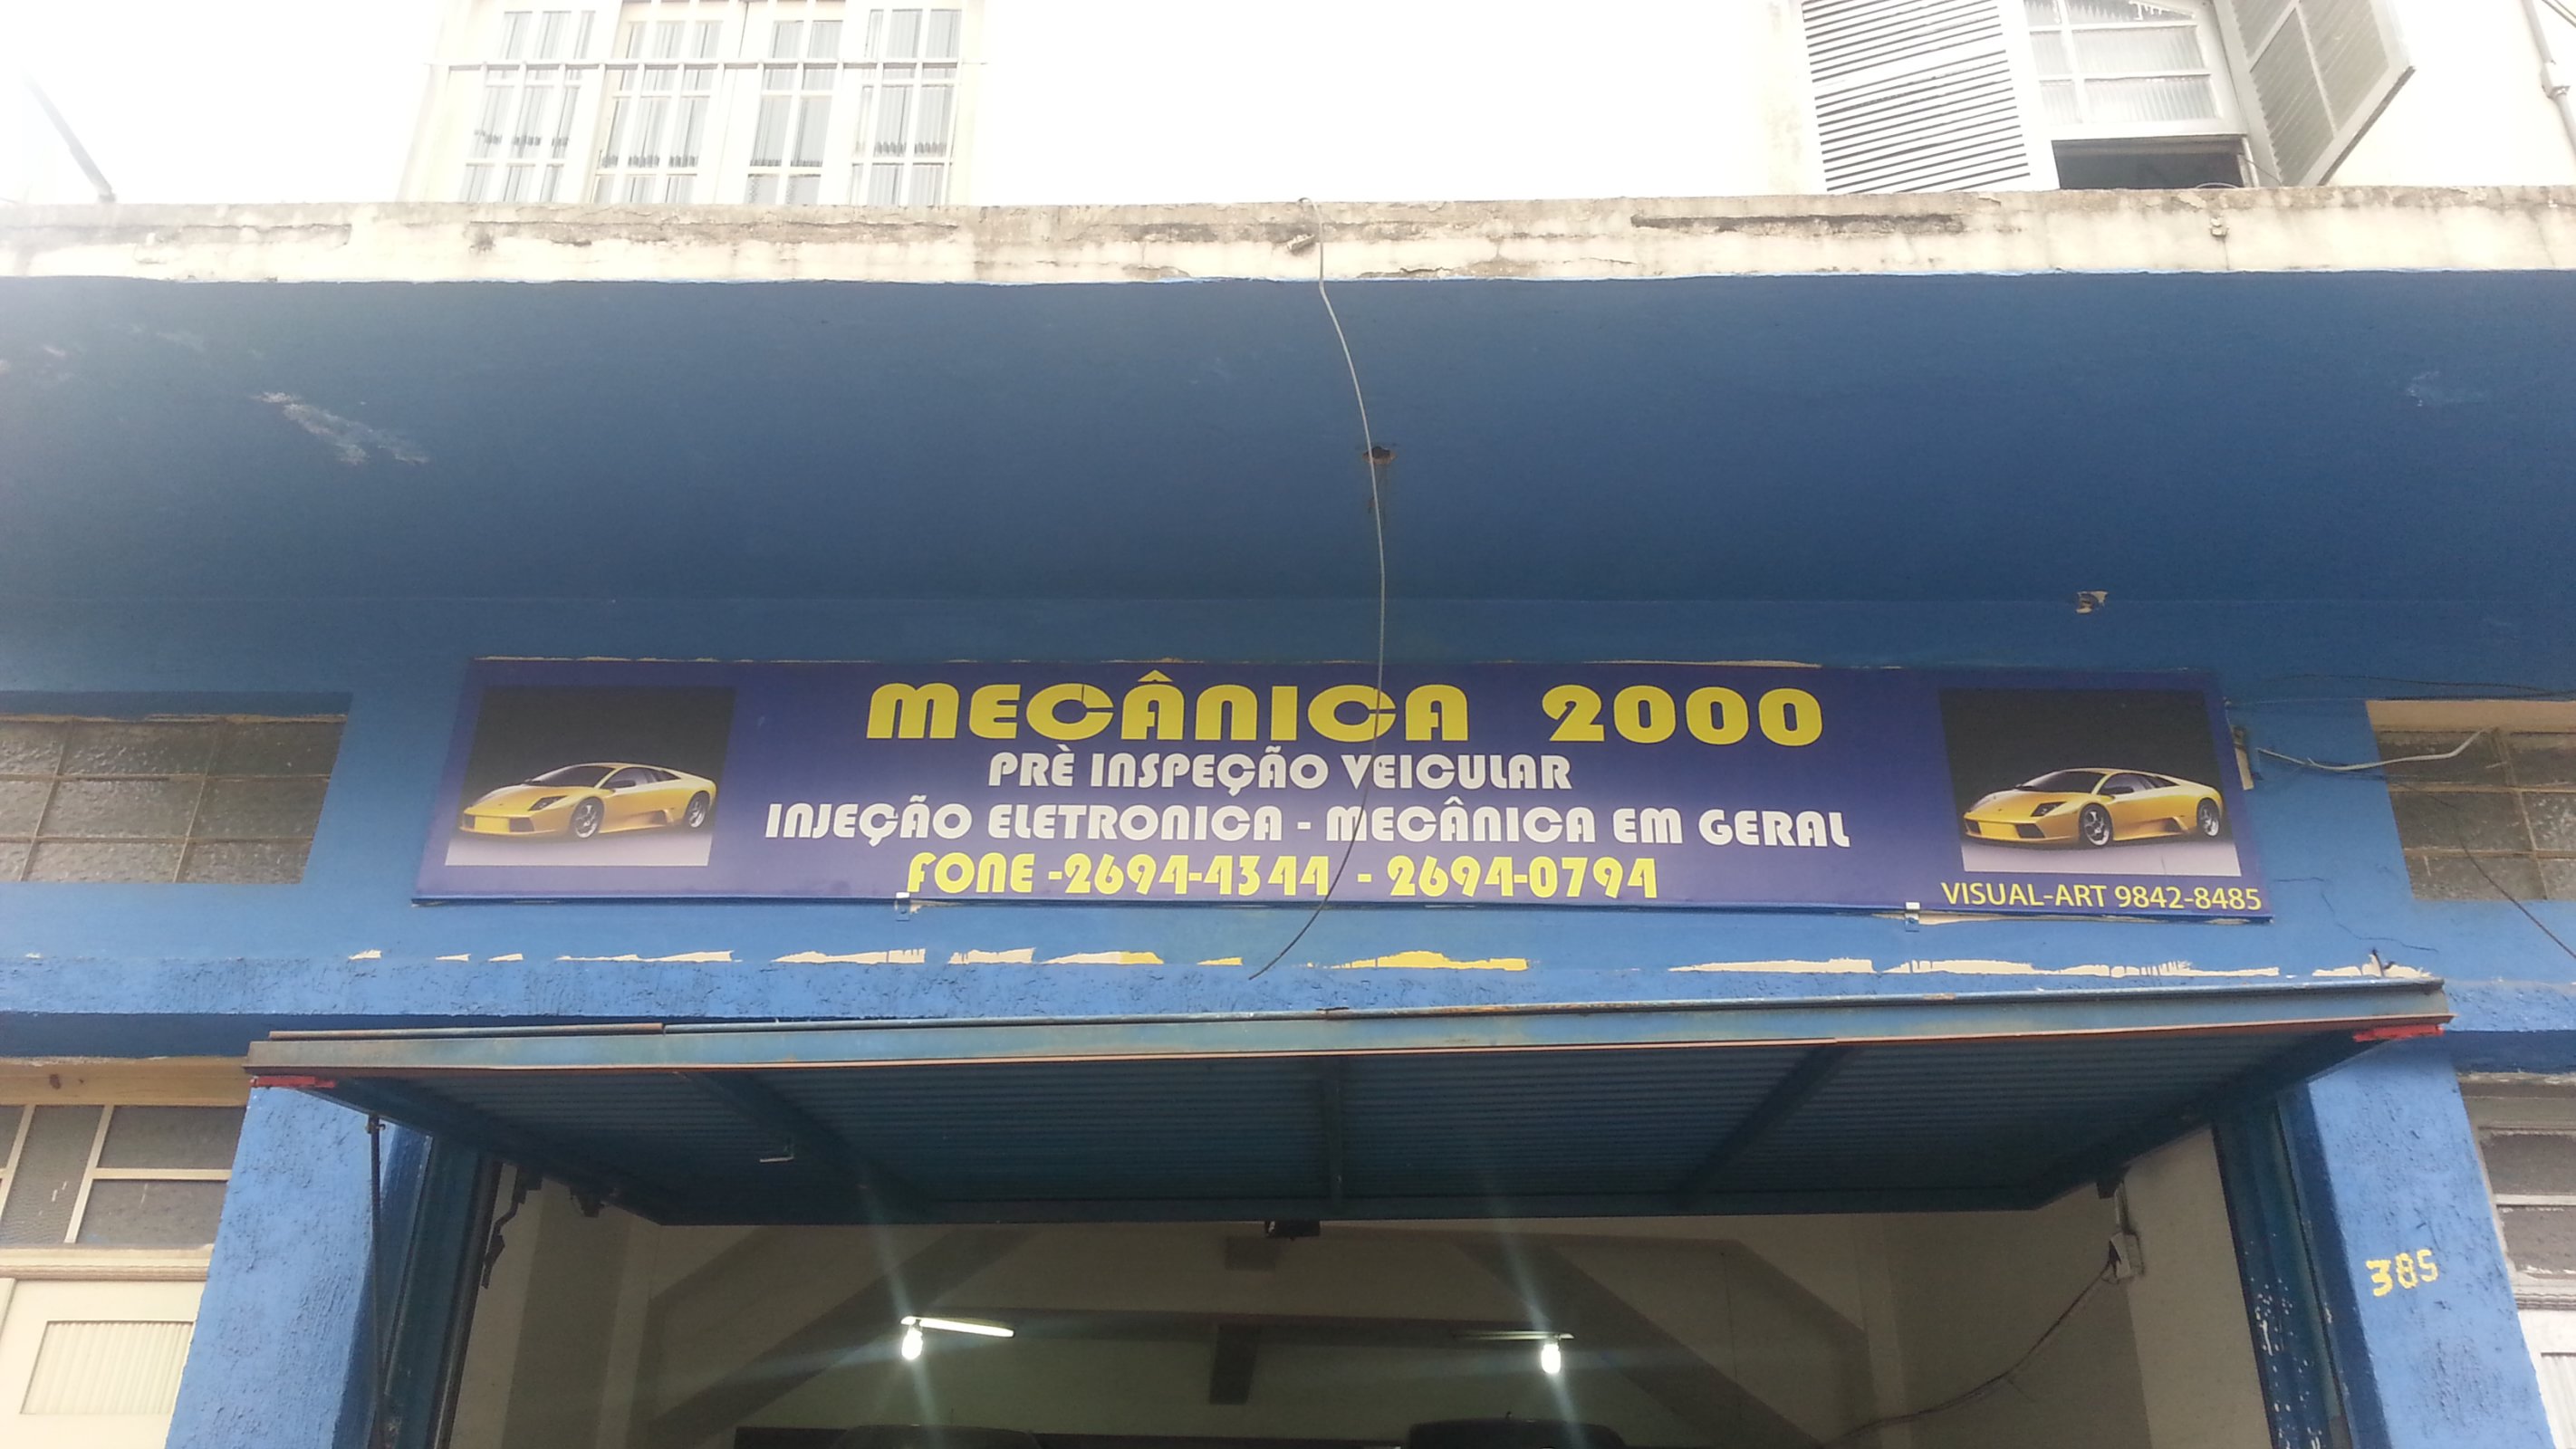 MECÂNICA 2000
PRÈ INSPEÇÃO VEICULAR
INJEÇÃO ELETRONICA - MECÂNICA EM GERAL
FONE -2694-4344 - 2694-0794
VISUAL-ART 9842-8485
385